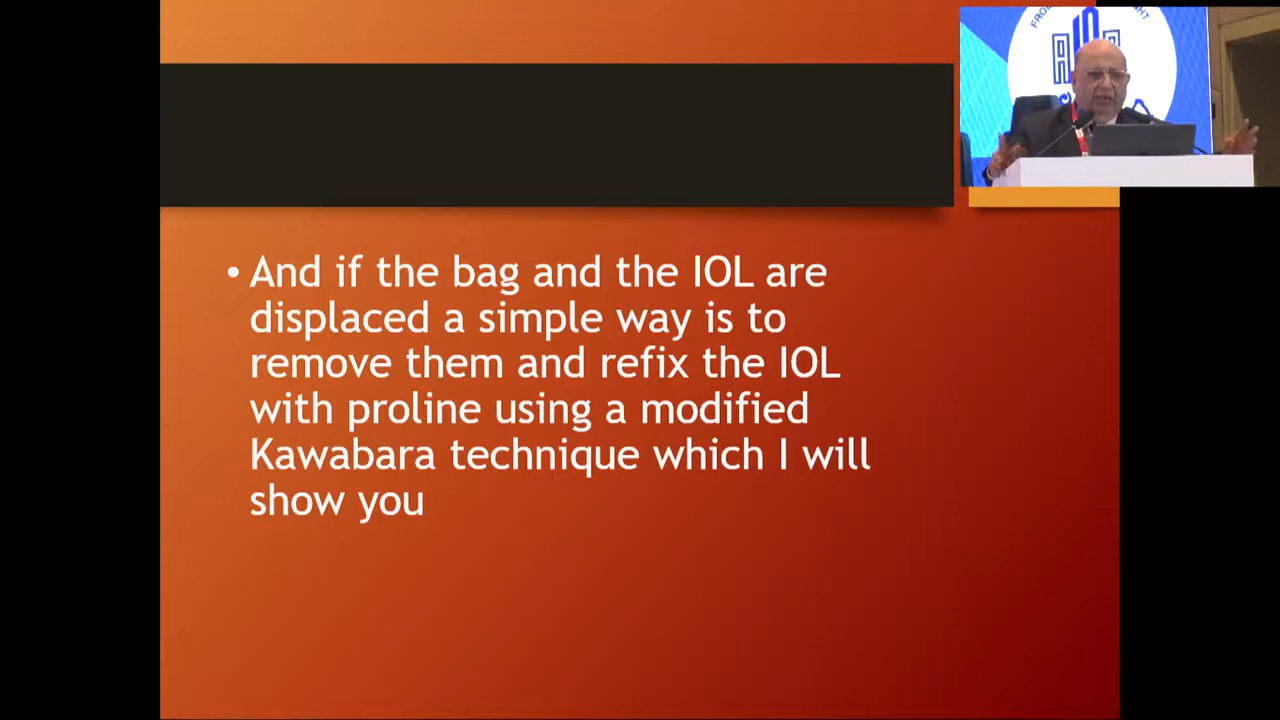 And if the bag and the IOL are
displaced a simple way is to
remove them and refix the IOL
with proline using a modified
Kawabara technique which I will
show you